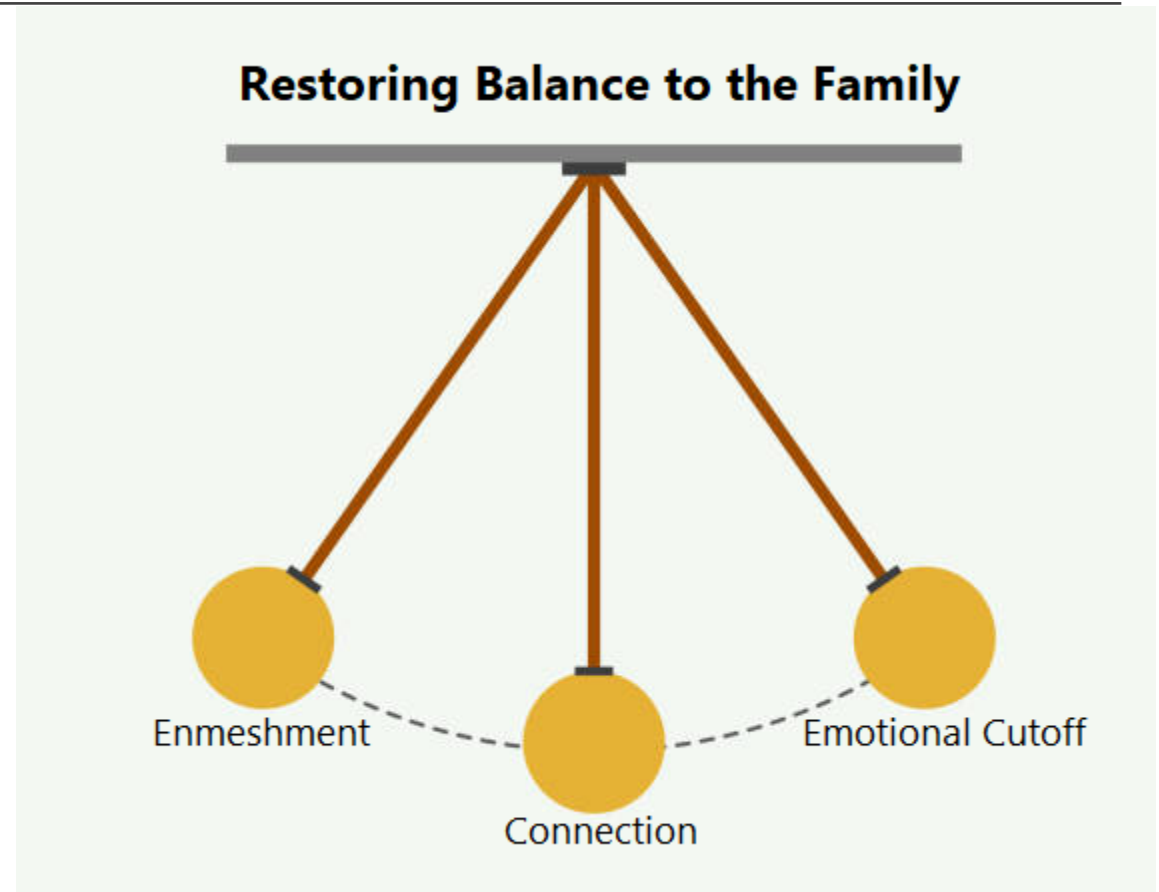 Restoring Balance to the Family
Enmeshment
Emotional Cutoff
Connection